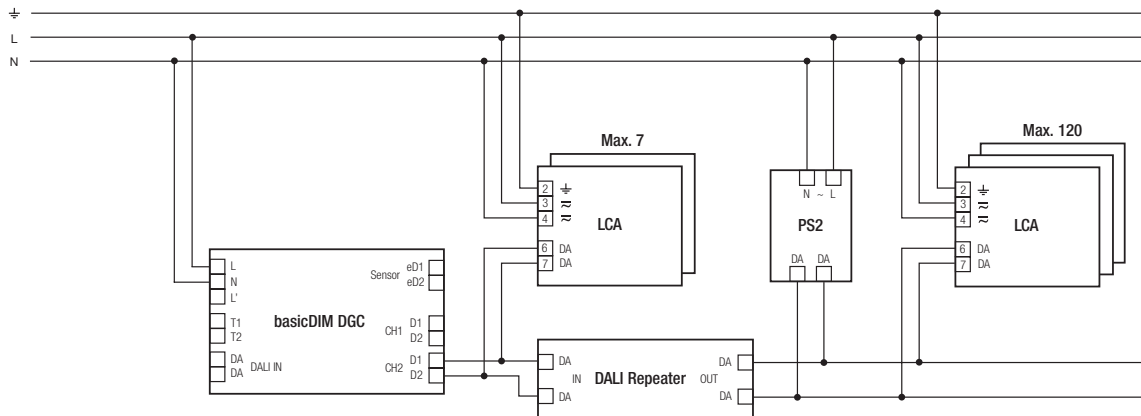 ⏚
L
N
Max. 7
2 ⏚
3
4
LCA
6 DA
7 DA
N ~ L
PS2
DA DA
Max. 120
2 ⏚
3
4
LCA
6 DA
7 DA
L
N
L'
T1
T2
DA
DA
DALI IN
basicDIM DGC
Sensor
eD1
eD2
CH1
D1
D2
CH2
D1
D2
DA
DA
IN
DALI Repeater
OUT
DA
DA